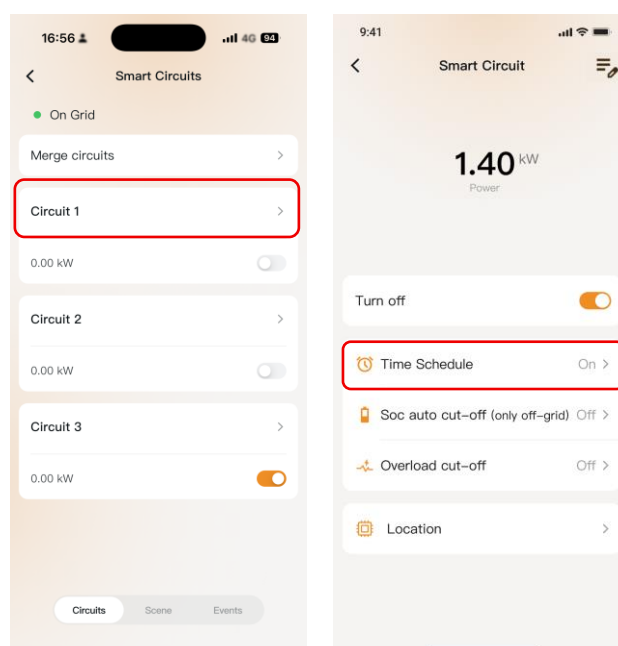 16:56
4G 94
Smart Circuits
On Grid
Merge circuits
Circuit 1
0.00 kW
Circuit 2
0.00 kW
Circuit 3
0.00 kW
Circuits Scene Events
9:41
Smart Circuit
1.40 kW
Power
Turn off
Time Schedule On
Soc auto cut-off (only off-grid) Off
Overload cut-off Off
Location